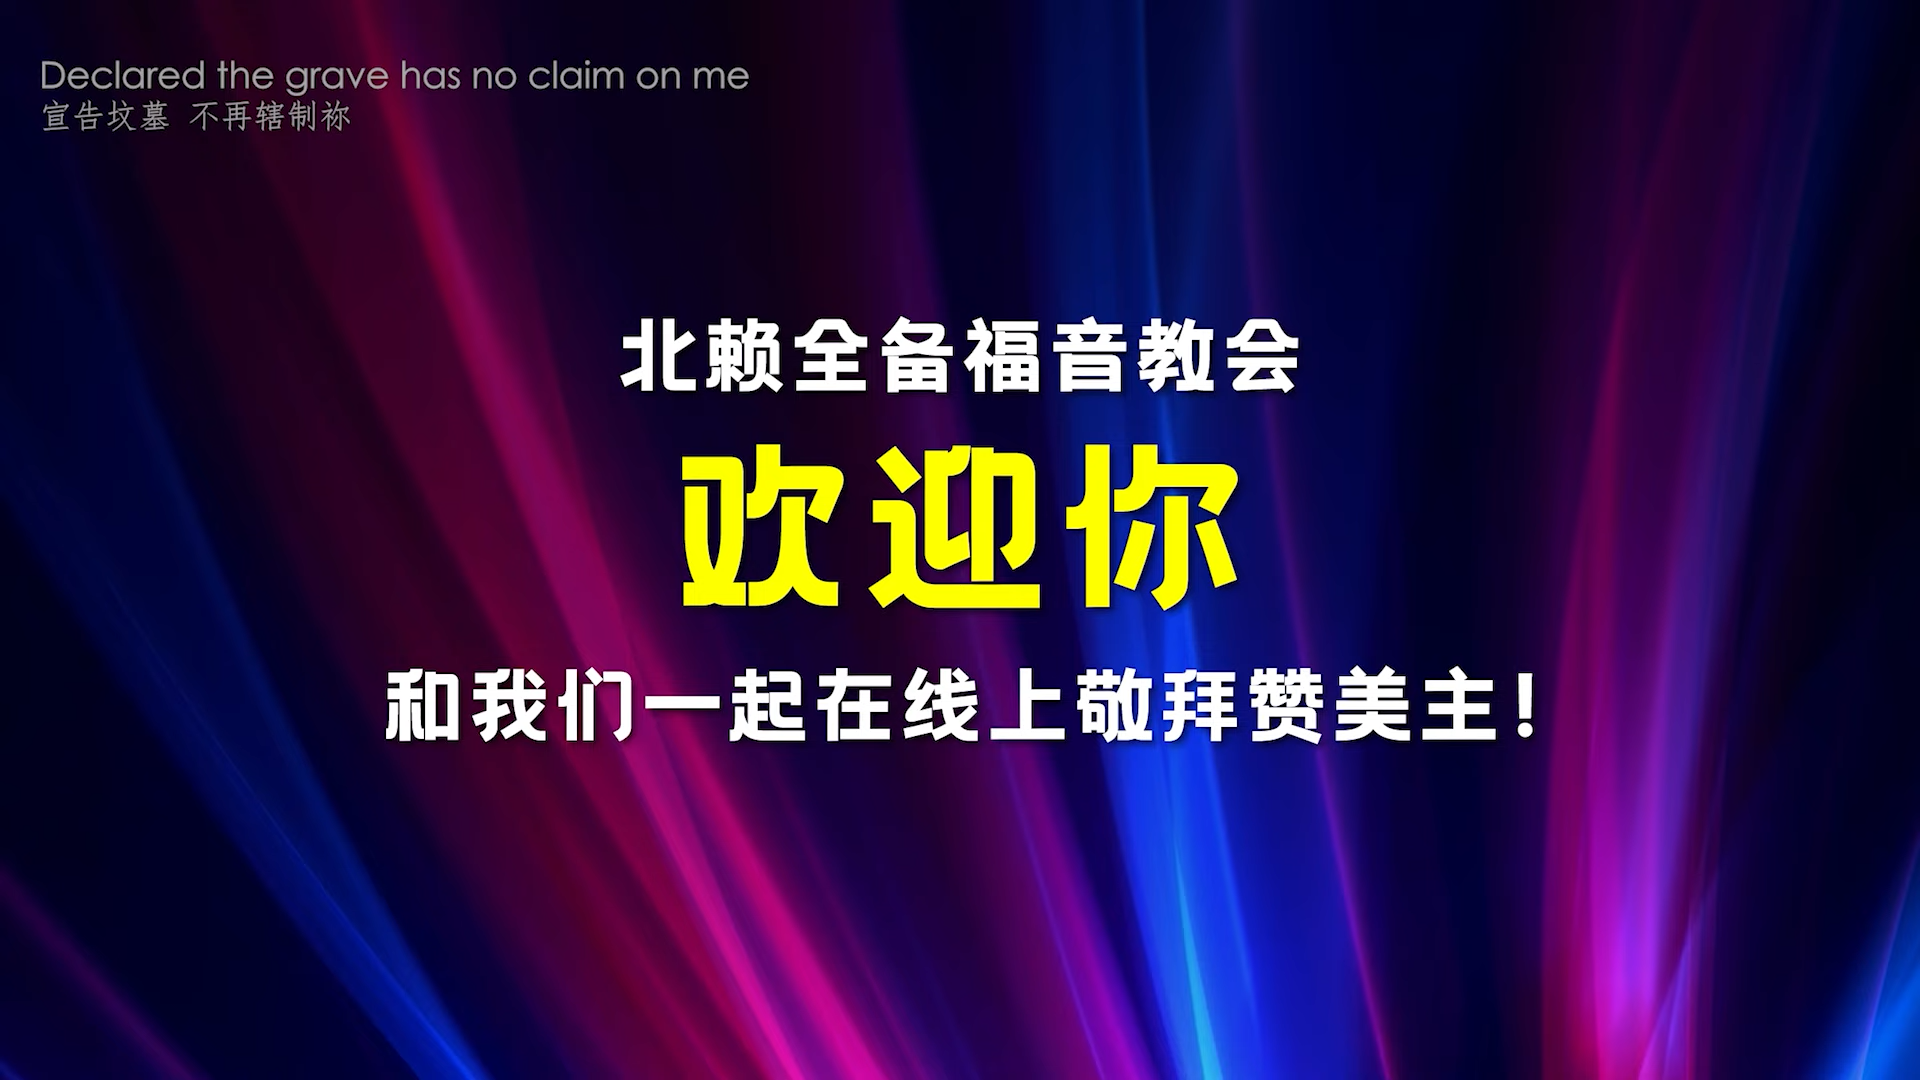 Declared the grave has no claim on me
宣告坟墓 不再辖制祢
北赖全备福音教会
欢迎你
和我们一起在线上敬拜赞美主！